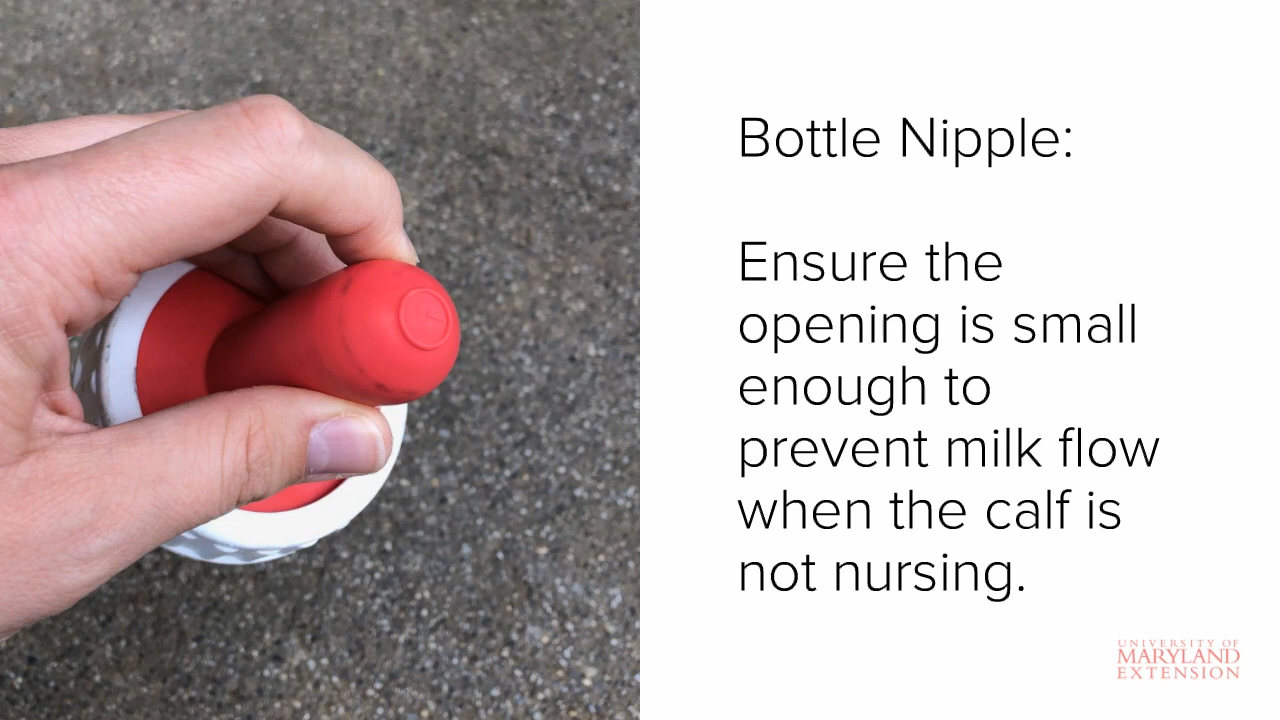 Bottle Nipple:
Ensure the
opening is small
enough to
prevent milk flow
when the calf is
not nursing.
UNIVERSITY OF
MARYLAND
EXTENSION